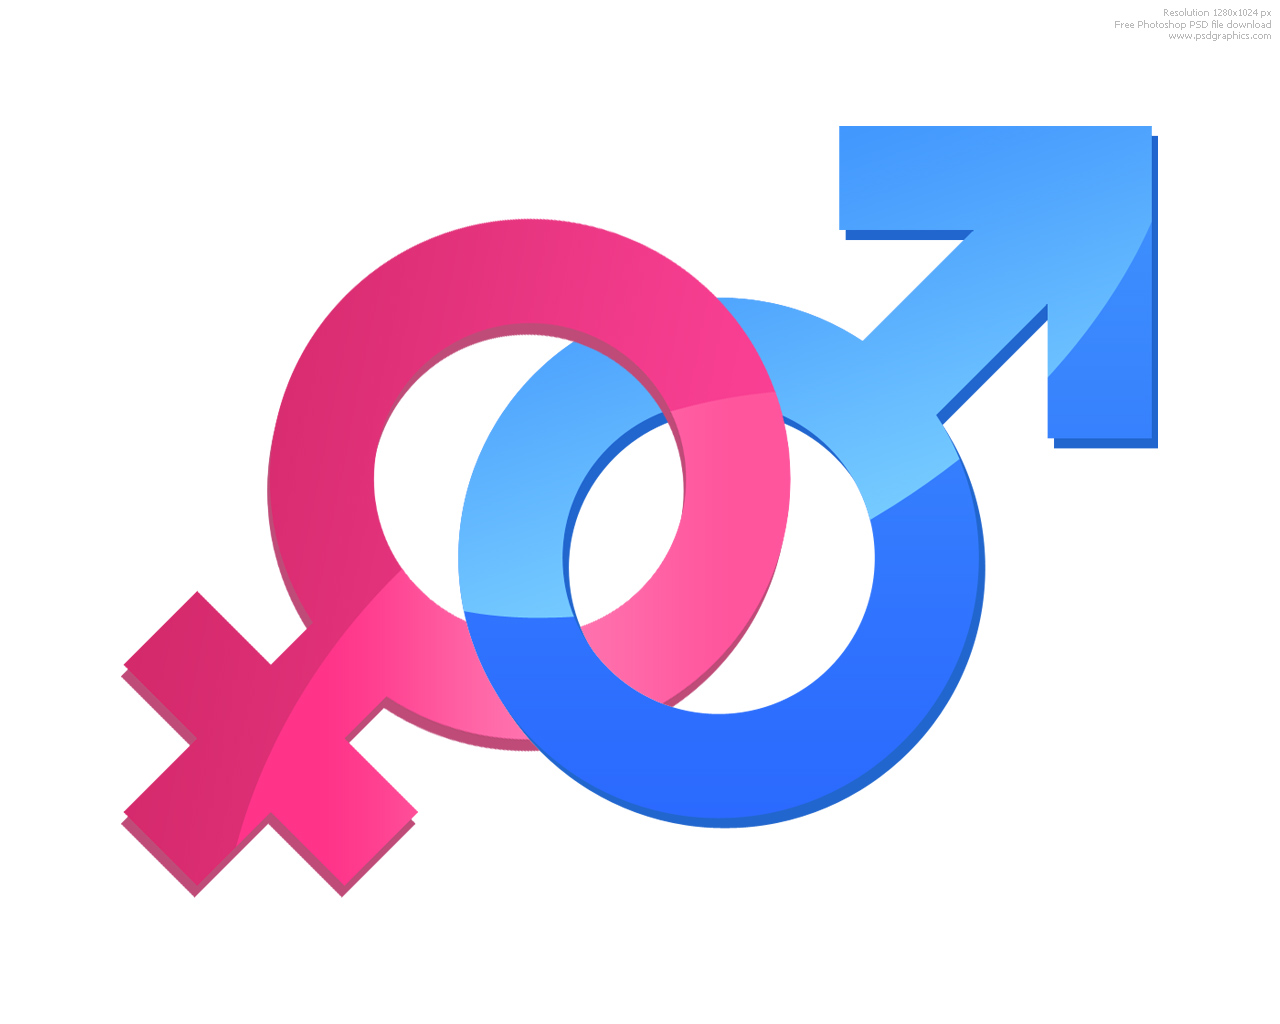 Resolution 1280x1024 px
Free Photoshop PSD file download
www.psdgraphics.com